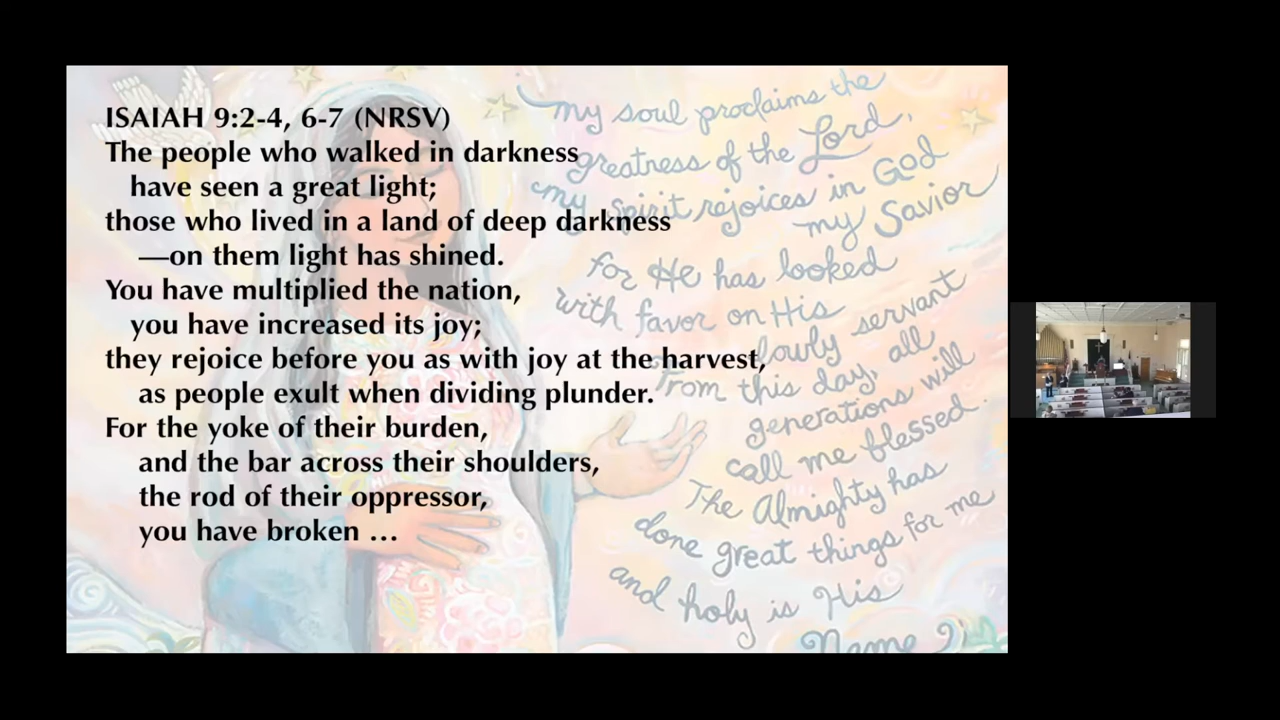 ISAIAH 9:2-4, 6-7 (NRSV)
The people who walked in darkness
have seen a great light;
those who lived in a land of deep darkness
—on them light has shined.
You have multiplied the nation,
you have increased its joy;
they rejoice before you as with joy at the harvest,
as people exult when dividing plunder.
For the yoke of their burden,
and the bar across their shoulders,
the rod of their oppressor,
you have broken …
my soul proclaims the
greatness of the Lord,
my spirit rejoices in God
my Savior
for He has looked
with favor on His
lowly servant
From this day, all
generations will
call me blessed.
The Almighty has
done great things for me
and holy is His
Name